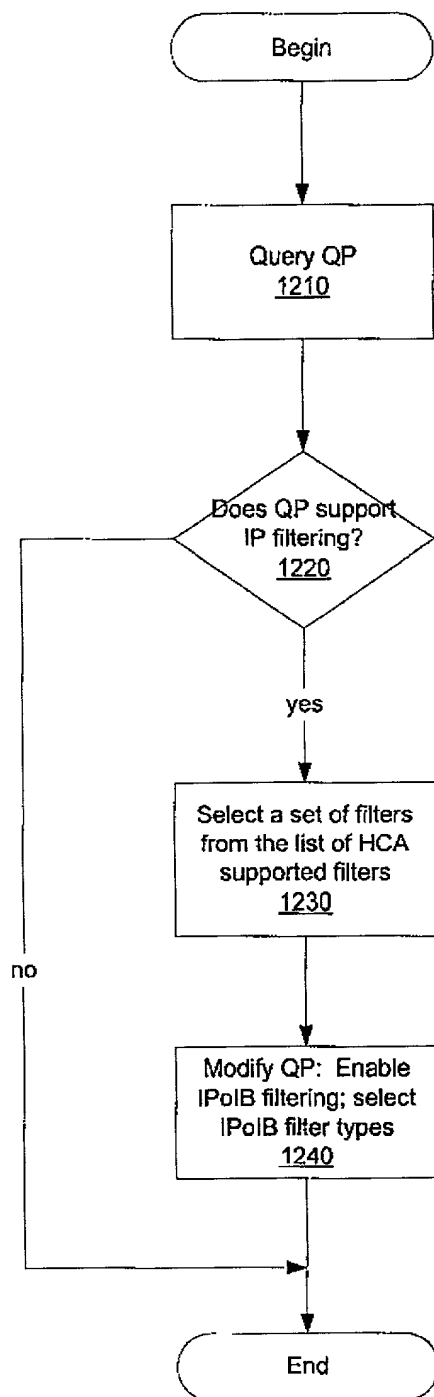 Begin
Query QP
1210
Does QP support
IP filtering?
1220
yes
Select a set of filters
from the list of HCA
supported filters
1230
no
Modify QP: Enable
IPoIB filtering; select
IPoIB filter types
1240
End